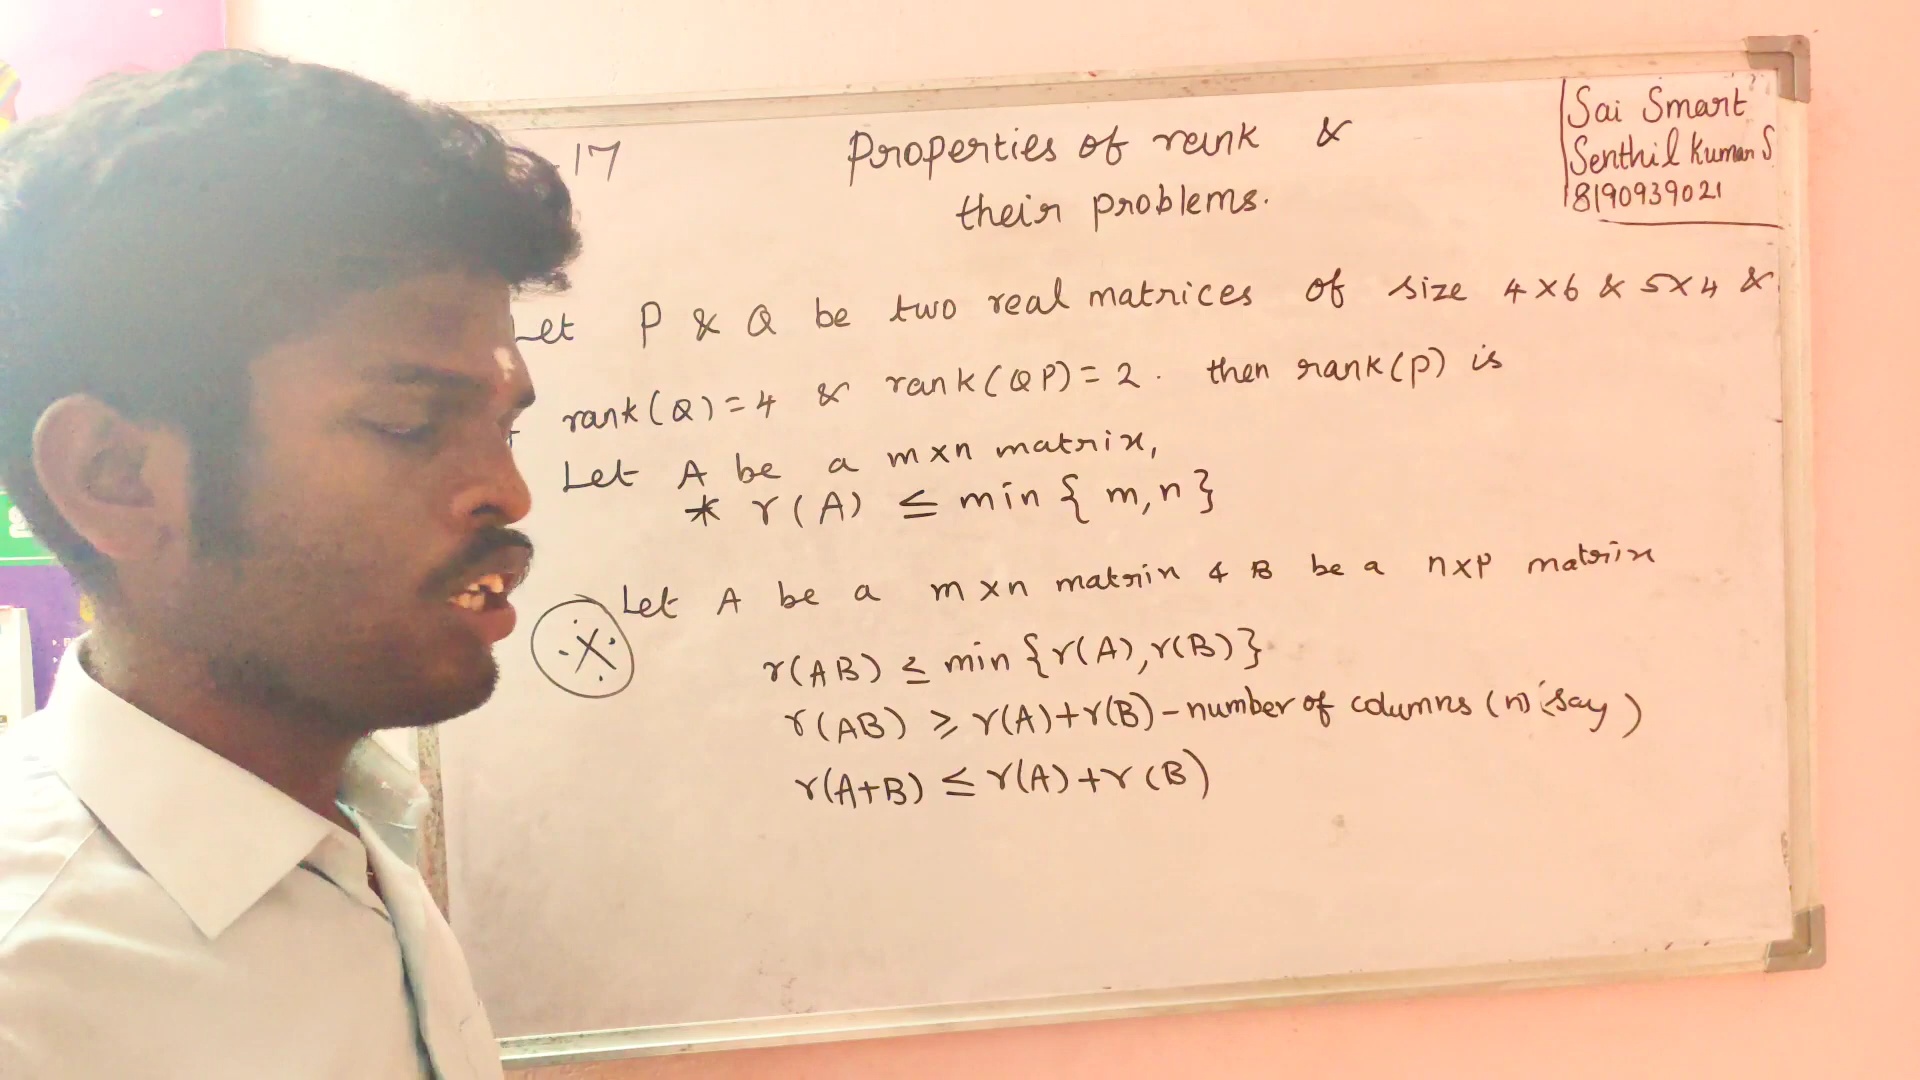 17
Properties of rank &
their problems.
Sai Smart
Senthil Kumar S
8190939021
Let P & Q be two real matrices of size 4×6 & 5×4 &
rank(Q)=4 & rank(QP)=2. then rank(P) is
Let A be a m×n matrix,
* r(A) ≤ min { m,n}
Let A be a m×n matrix & B be a n×p matrix
r(AB) ≤ min {r(A),r(B)}
r(AB) ≥ r(A)+r(B)-number of columns (n) (say)
r(A+B) ≤ r(A)+r(B)